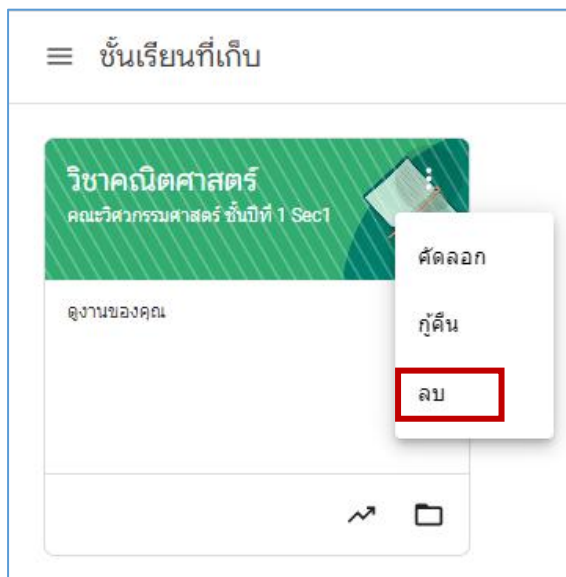 ชั้นเรียนที่เก็บ
วิชาคณิตศาสตร์
คณะวิศวกรรมศาสตร์ ชั้นปีที่ 1 Sec1
คัดลอก
ดูงานของคุณ
กู้คืน
ลบ